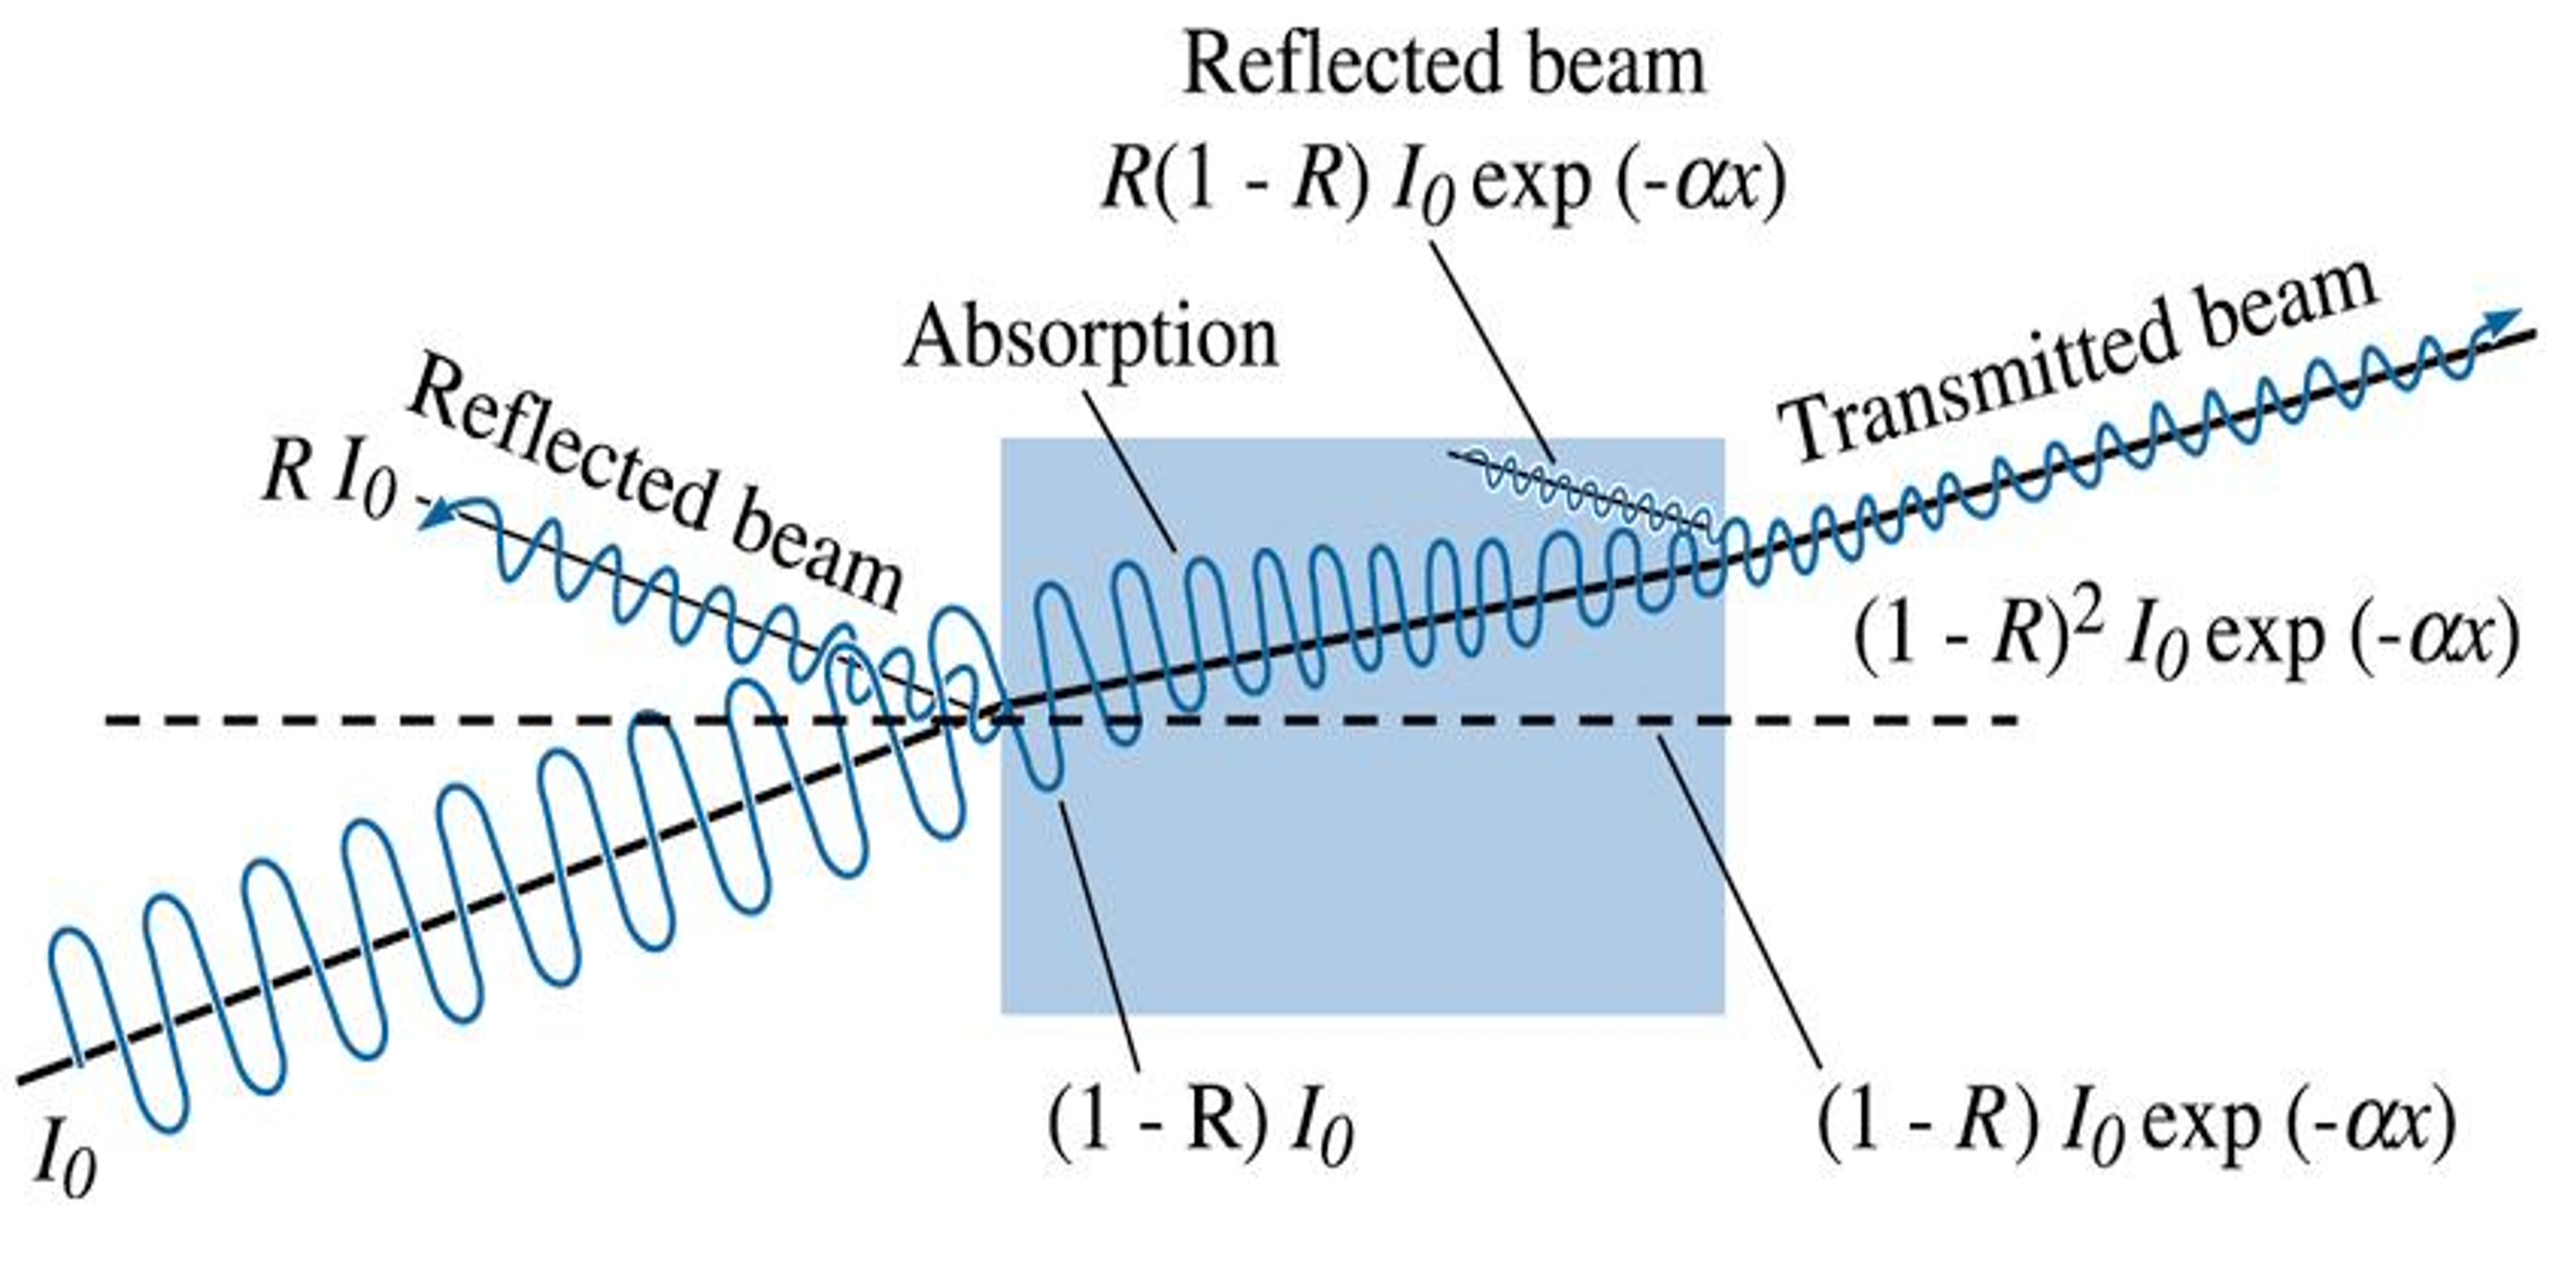 Reflected beam
R(1 - R) I₀ exp (-αx)
Absorption
Reflected beam
R I₀
Transmitted beam
(1 - R)² I₀ exp (-αx)
I₀
(1 - R) I₀
(1 - R) I₀ exp (-αx)